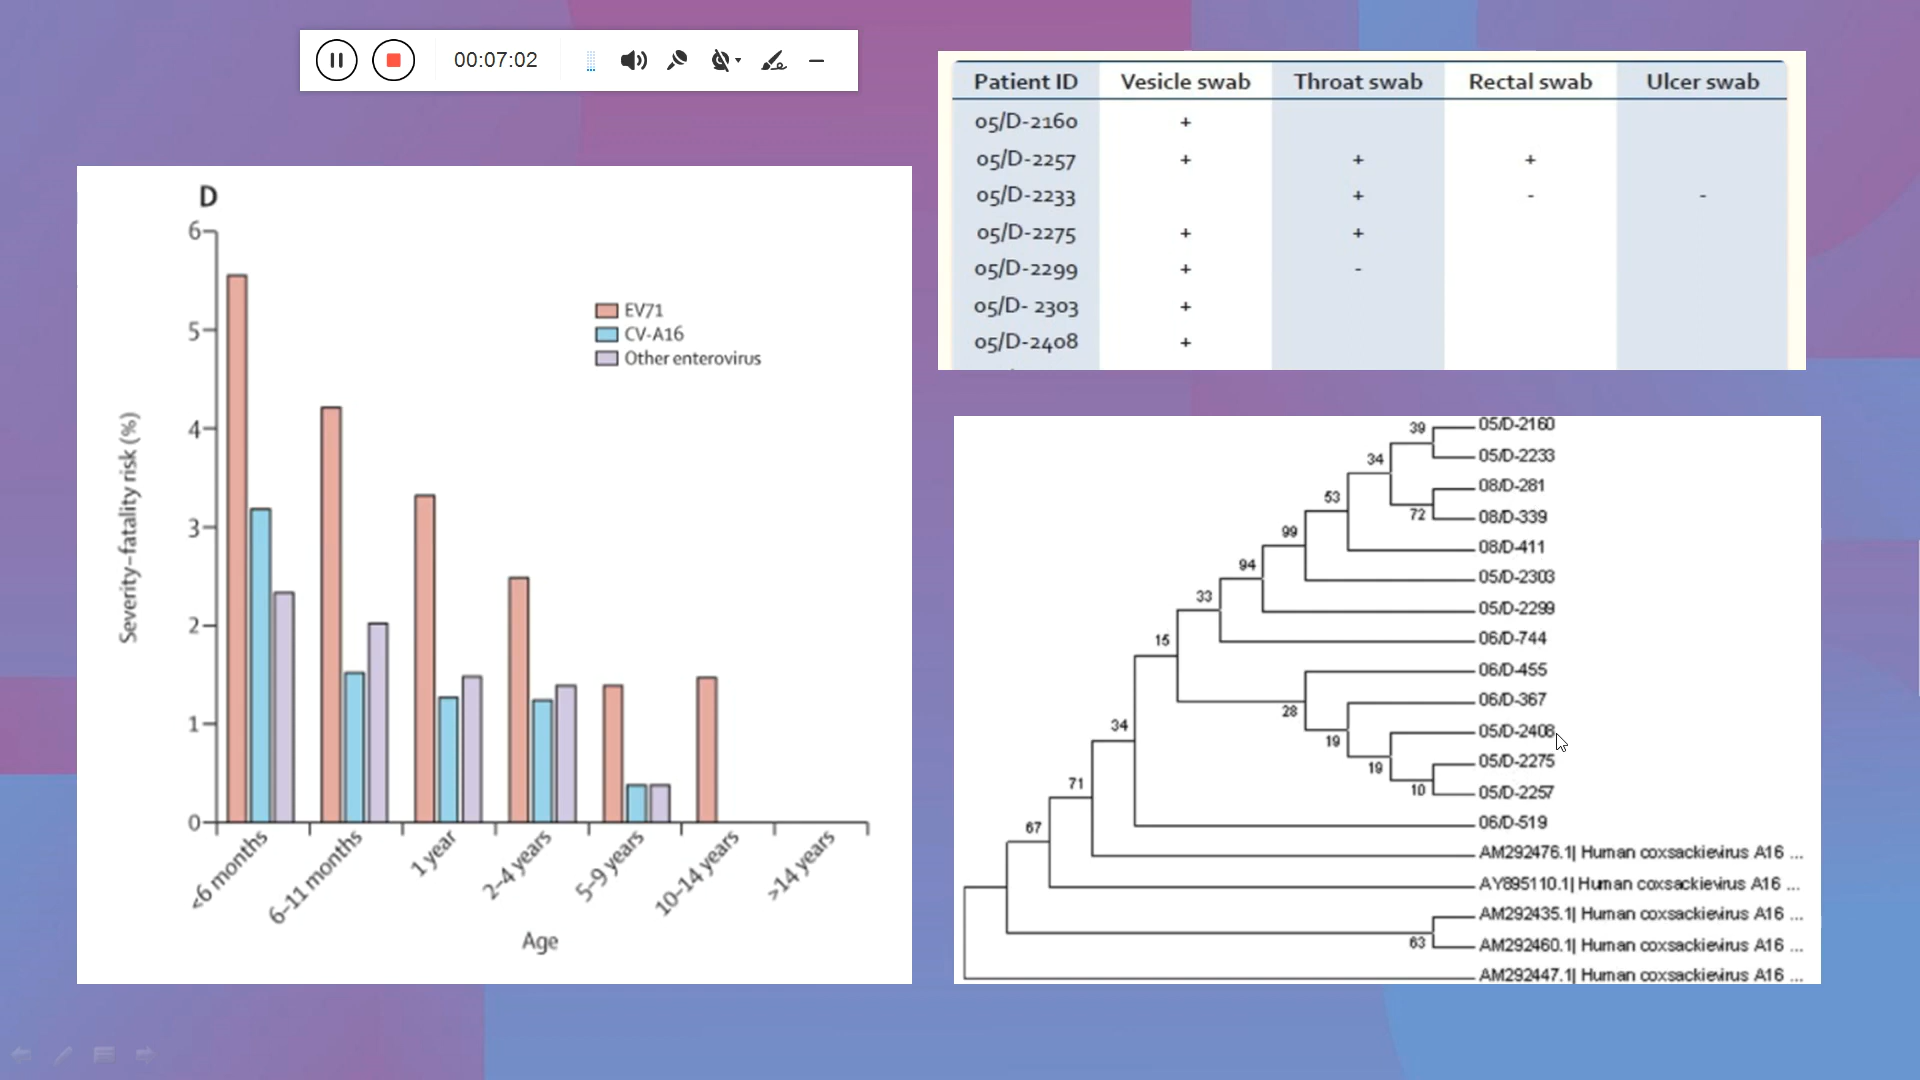 00:07:02
D
6
5
4
3
2
1
0
Severity–fatality risk (%)
EV71
CV-A16
Other enterovirus
<6 months
6–11 months
1 year
2–4 years
5–9 years
10–14 years
>14 years
Age
Patient ID Vesicle swab Throat swab Rectal swab Ulcer swab
05/D-2160 +
05/D-2257 + + +
05/D-2233 + - -
05/D-2275 + +
05/D-2299 + -
05/D- 2303 +
05/D-2408 +
39
05/D-2160
05/D-2233
34
08/D-281
72
08/D-339
53
08/D-411
99
05/D-2303
94
05/D-2299
33
06/D-744
15
06/D-455
28
06/D-367
19
05/D-2408
19
05/D-2275
10
05/D-2257
34
06/D-519
71
AM292476.1| Human coxsackievirus A16 ...
67
AY895110.1| Human coxsackievirus A16 ...
AM292435.1| Human coxsackievirus A16 ...
63
AM292460.1| Human coxsackievirus A16 ...
AM292447.1| Human coxsackievirus A16 ...